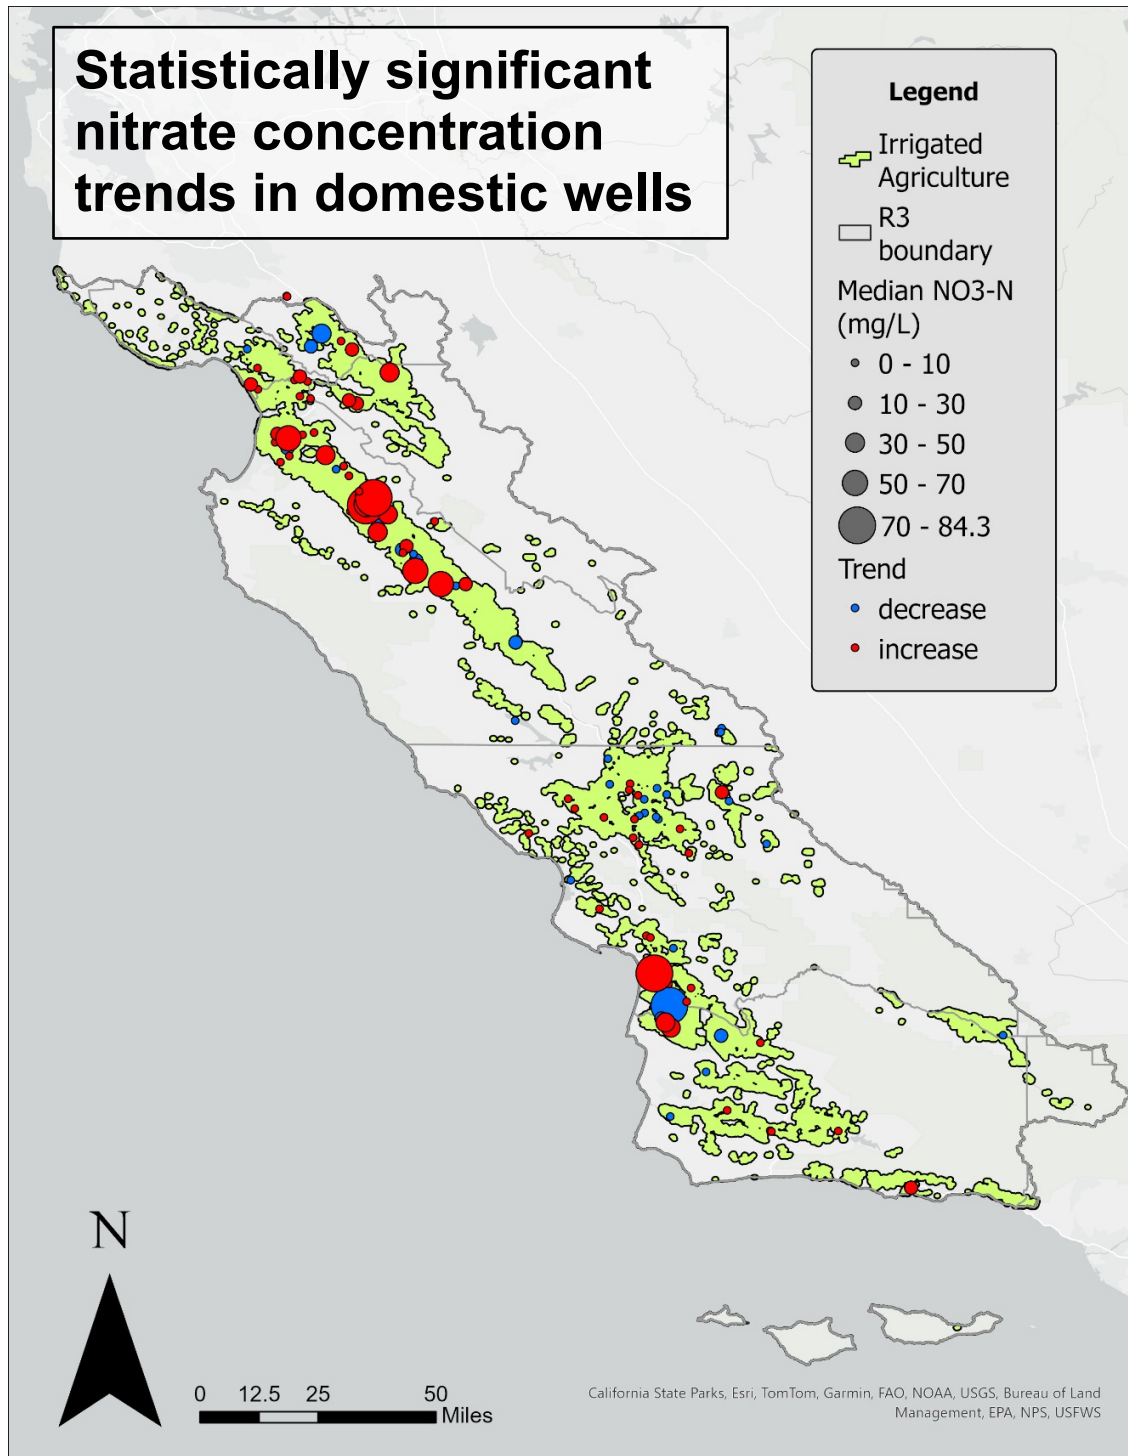 Statistically significant
nitrate concentration
trends in domestic wells
Legend
Irrigated
Agriculture
R3
boundary
Median NO3-N
(mg/L)
0 - 10
10 - 30
30 - 50
50 - 70
70 - 84.3
Trend
decrease
increase
N
0 12.5 25 50
Miles
California State Parks, Esri, TomTom, Garmin, FAO, NOAA, USGS, Bureau of Land
Management, EPA, NPS, USFWS